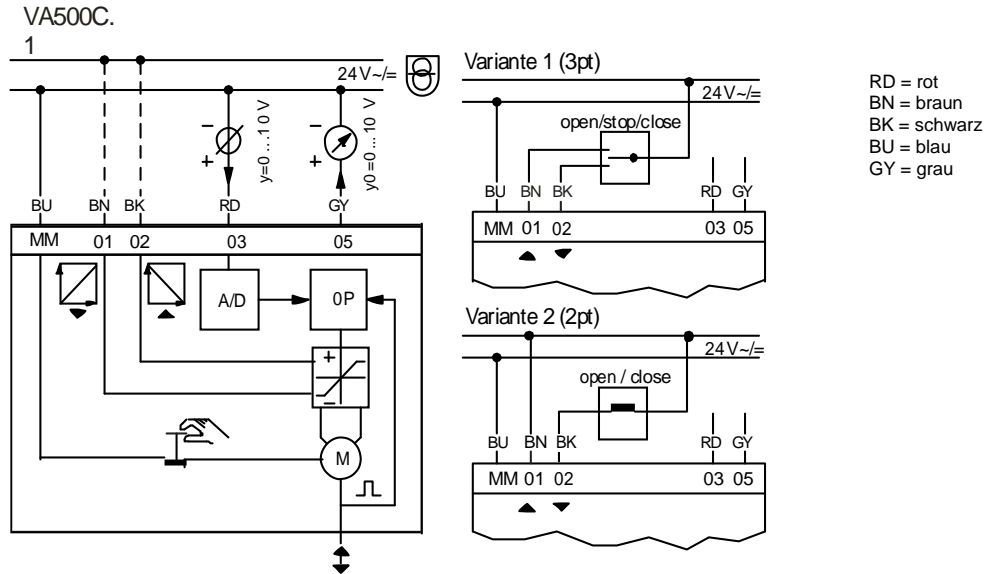 VA500C.
1
24V~/=
y=0 ...1 0 V
y0 =0 ...10 V
–
+
–
+
BU BN BK RD GY
MM 01 02 03 05
A/D
0P
+
–
M
Variante 1 (3pt)
24V~/=
open/stop/close
BU BN BK RD GY
MM 01 02 03 05
Variante 2 (2pt)
24V~/=
open / close
BU BN BK RD GY
MM 01 02 03 05
RD = rot
BN = braun
BK = schwarz
BU = blau
GY = grau